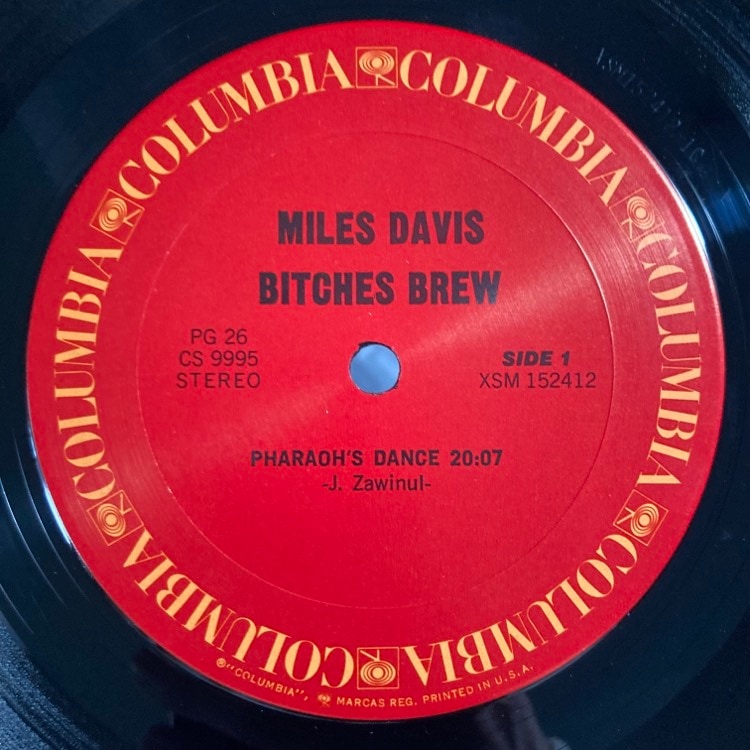 COLUMBIA COLUMBIA COLUMBIA COLUMBIA COLUMBIA COLUMBIA COLUMBIA
MILES DAVIS
BITCHES BREW
PG 26
CS 9995
STEREO
SIDE 1
XSM 152412
PHARAOH'S DANCE 20:07
-J. Zawinul-
®"COLUMBIA", MARCAS REG. PRINTED IN U.S.A.